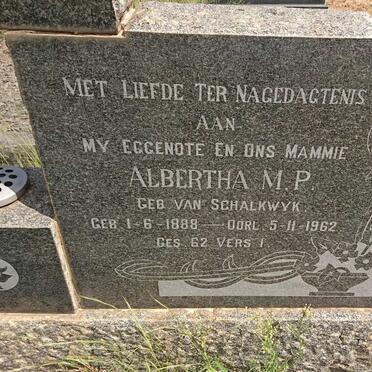 MET LIEFDE TER NAGEDAGTENIS
AAN
MY EGGENOTE EN ONS MAMMIE
ALBERTHA M.P.
GEB. VAN SCHALKWYK
GEB. 1-6-1888 — OORL. 5-11-1962
GES. 62 VERS 1